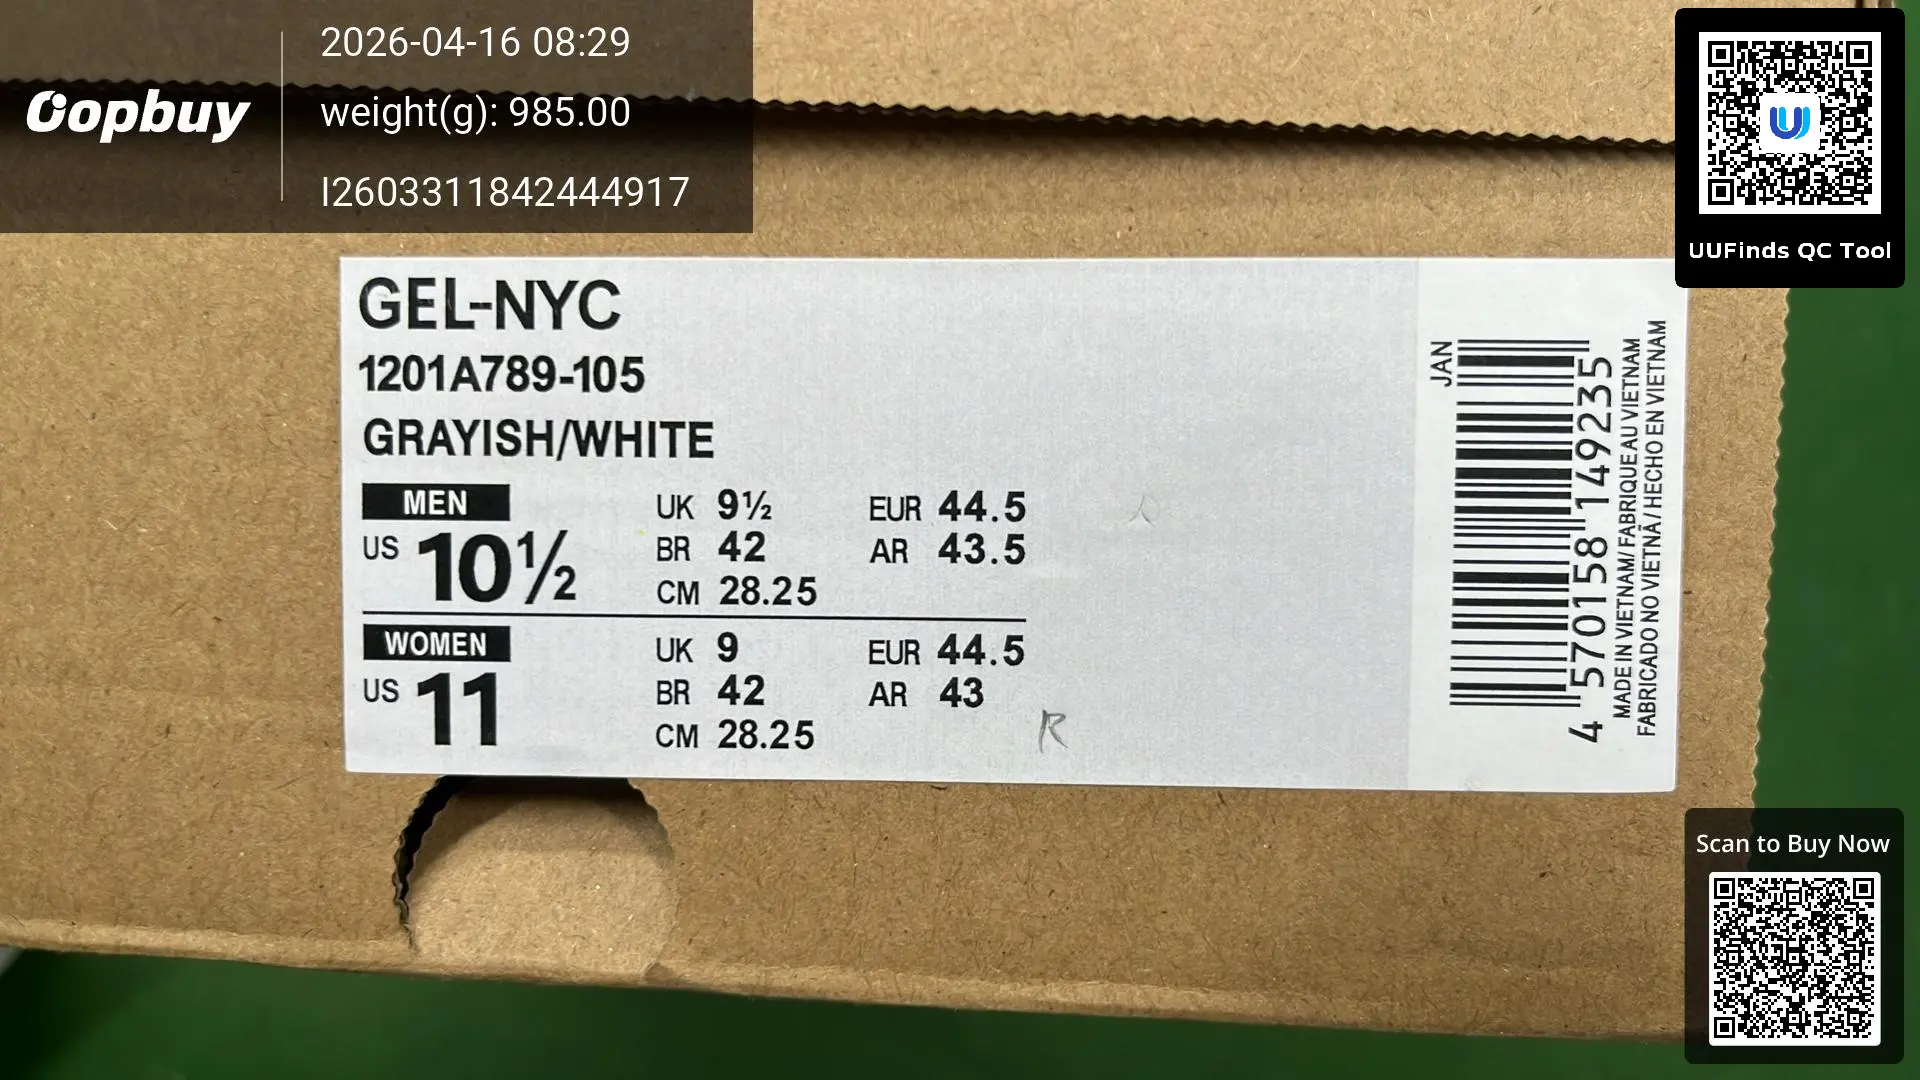 Oopbuy
2026-04-16 08:29
weight(g): 985.00
I2603311842444917
UUFinds QC Tool
GEL-NYC
1201A789-105
GRAYISH/WHITE
MEN
US 10½
UK 9½ EUR 44.5
BR 42 AR 43.5
CM 28.25
WOMEN
US 11
UK 9 EUR 44.5
BR 42 AR 43
CM 28.25
R
JAN
4 570158 149235
MADE IN VIETNAM/ FABRIQUE AU VIETNAM
FABRICADO NO VIETNÃ / HECHO EN VIETNAM
Scan to Buy Now